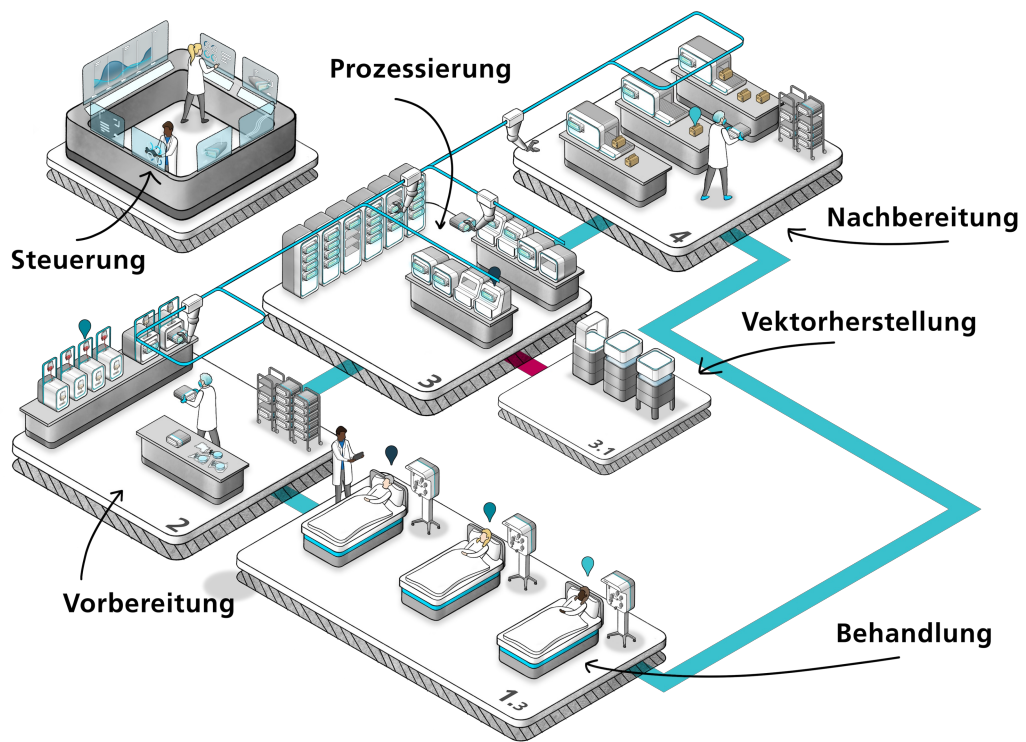 Prozessierung
Nachbereitung
4
Steuerung
Vektorherstellung
3
3.1
2
Vorbereitung
Behandlung
1.3